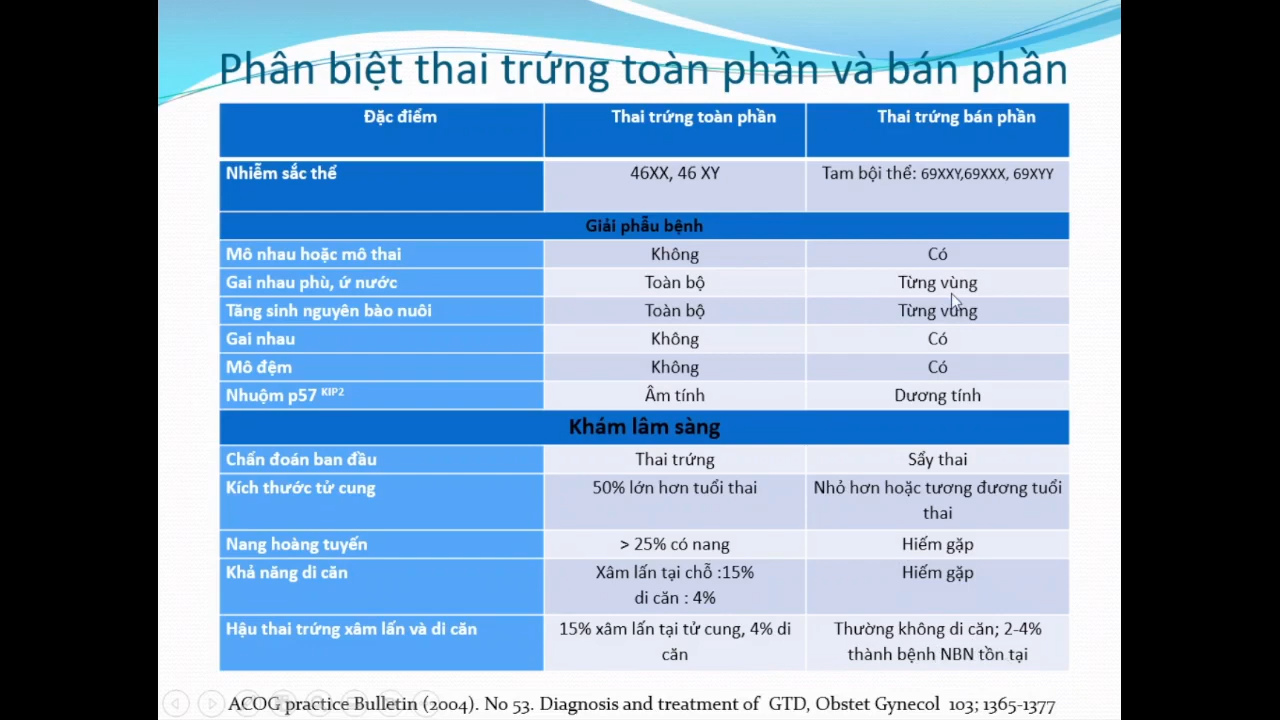 Phân biệt thai trứng toàn phần và bán phần
Đặc điểm Thai trứng toàn phần Thai trứng bán phần
Nhiễm sắc thể 46XX, 46 XY Tam bội thể: 69XXY,69XXX, 69XYY
Giải phẫu bệnh
Mô nhau hoặc mô thai Không Có
Gai nhau phù, ứ nước Toàn bộ Từng vùng
Tăng sinh nguyên bào nuôi Toàn bộ Từng vùng
Gai nhau Không Có
Mô đệm Không Có
Nhuộm p57 KIP2 Âm tính Dương tính
Khám lâm sàng
Chẩn đoán ban đầu Thai trứng Sẩy thai
Kích thước tử cung 50% lớn hơn tuổi thai Nhỏ hơn hoặc tương đương tuổi
thai
Nang hoàng tuyến > 25% có nang Hiếm gặp
Khả năng di căn Xâm lấn tại chỗ :15% Hiếm gặp
di căn : 4%
Hậu thai trứng xâm lấn và di căn 15% xâm lấn tại tử cung, 4% di Thường không di căn; 2-4%
căn thành bệnh NBN tồn tại
ACOG practice Bulletin (2004). No 53. Diagnosis and treatment of GTD, Obstet Gynecol 103; 1365-1377